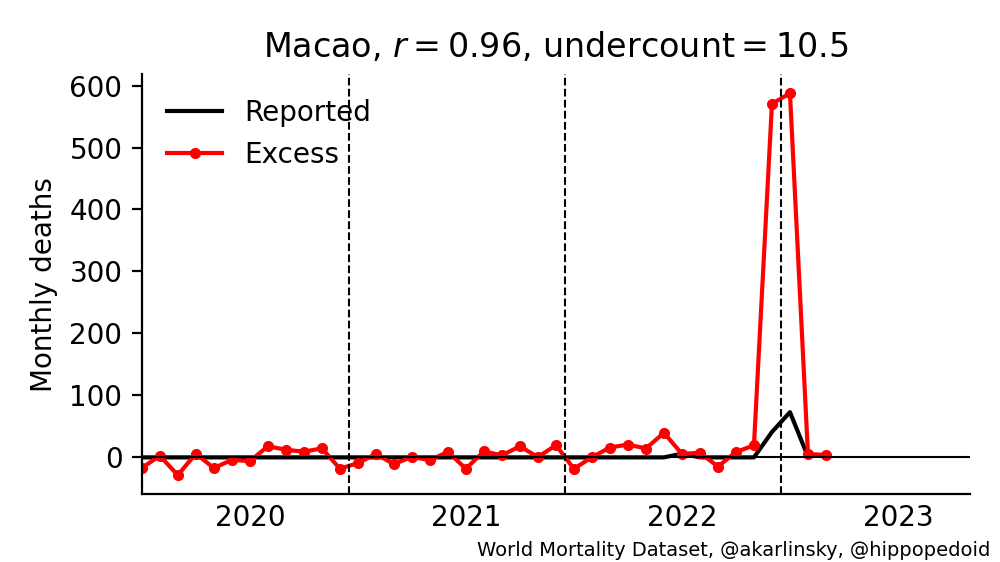 Macao, r = 0.96, undercount = 10.5
Monthly deaths
600
500
400
300
200
100
0
Reported
Excess
2020 2021 2022 2023
World Mortality Dataset, @akarlinsky, @hippopedoid